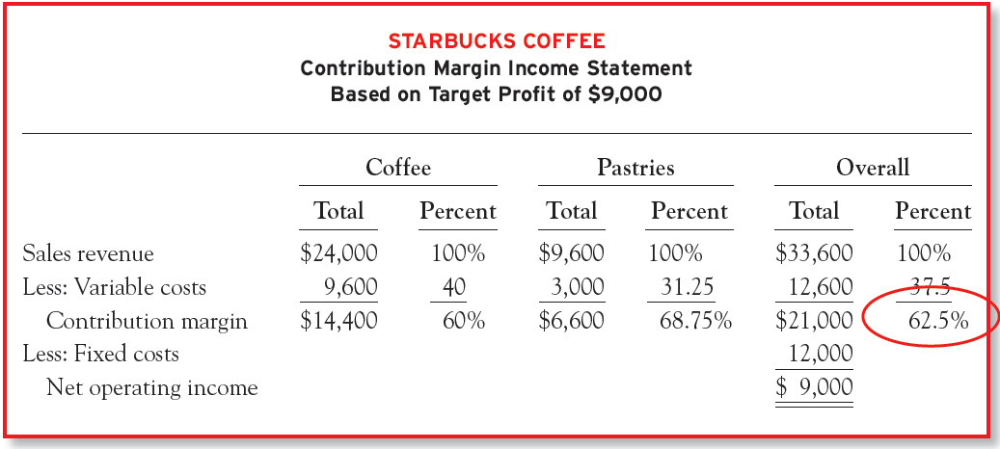 STARBUCKS COFFEE
Contribution Margin Income Statement
Based on Target Profit of $9,000
Coffee Pastries Overall
Total Percent Total Percent Total Percent
Sales revenue $24,000 100% $9,600 100% $33,600 100%
Less: Variable costs 9,600 40 3,000 31.25 12,600 37.5
Contribution margin $14,400 60% $6,600 68.75% $21,000 62.5%
Less: Fixed costs 12,000
Net operating income $ 9,000